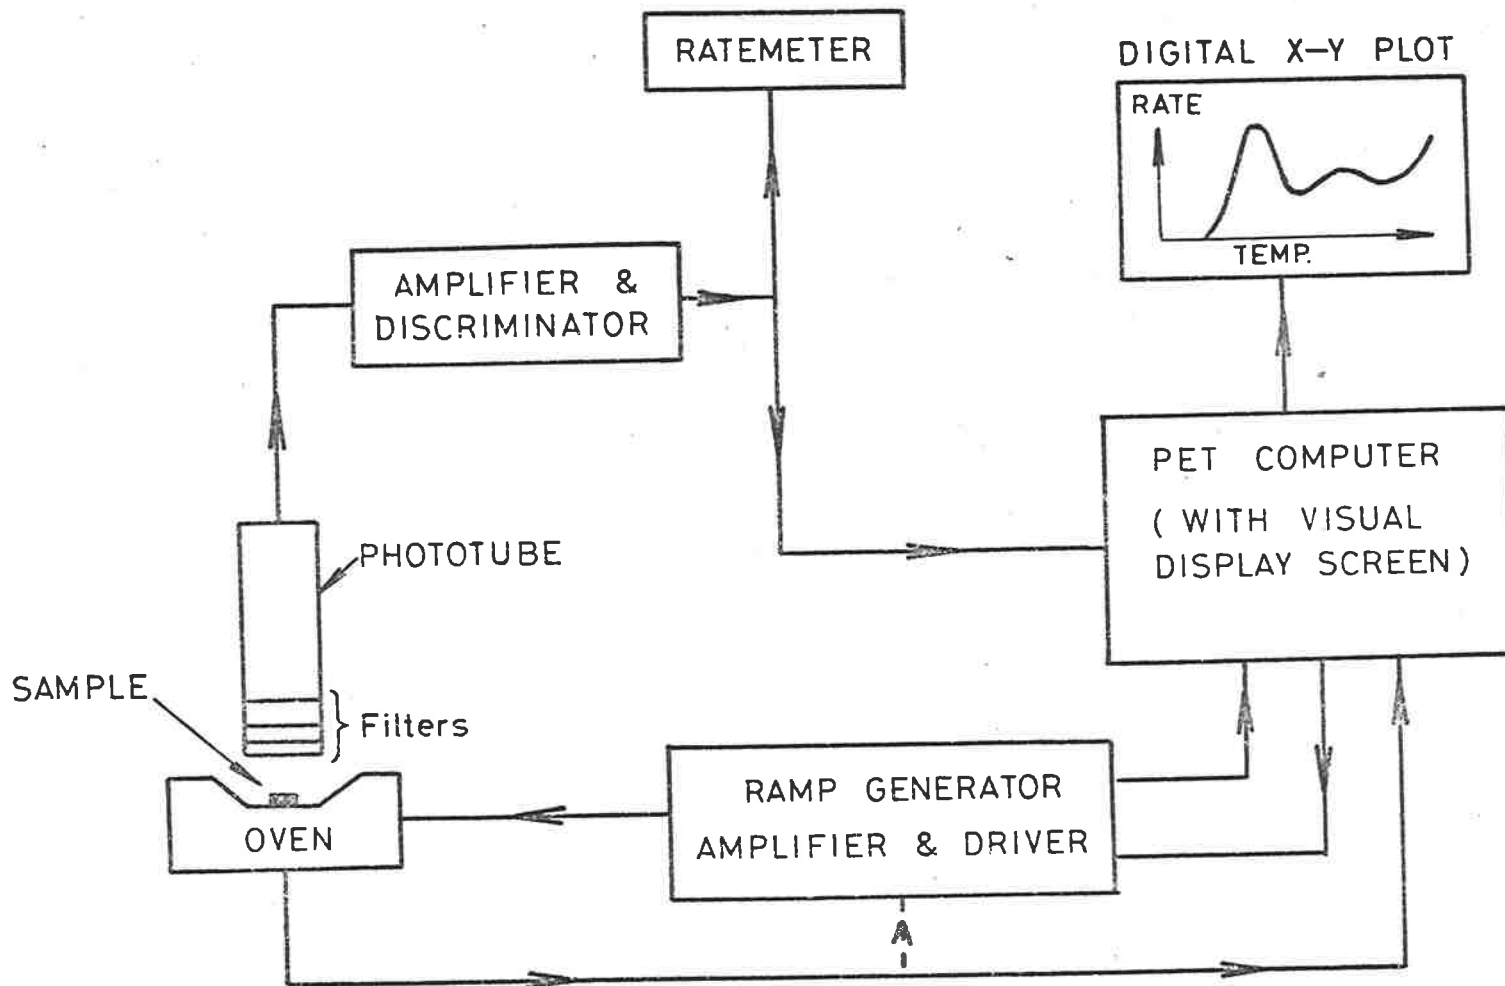 RATEMETER
DIGITAL X–Y PLOT
RATE
TEMP.
AMPLIFIER &
DISCRIMINATOR
PET COMPUTER
(WITH VISUAL
DISPLAY SCREEN)
PHOTOTUBE
SAMPLE
Filters
RAMP GENERATOR
AMPLIFIER & DRIVER
OVEN